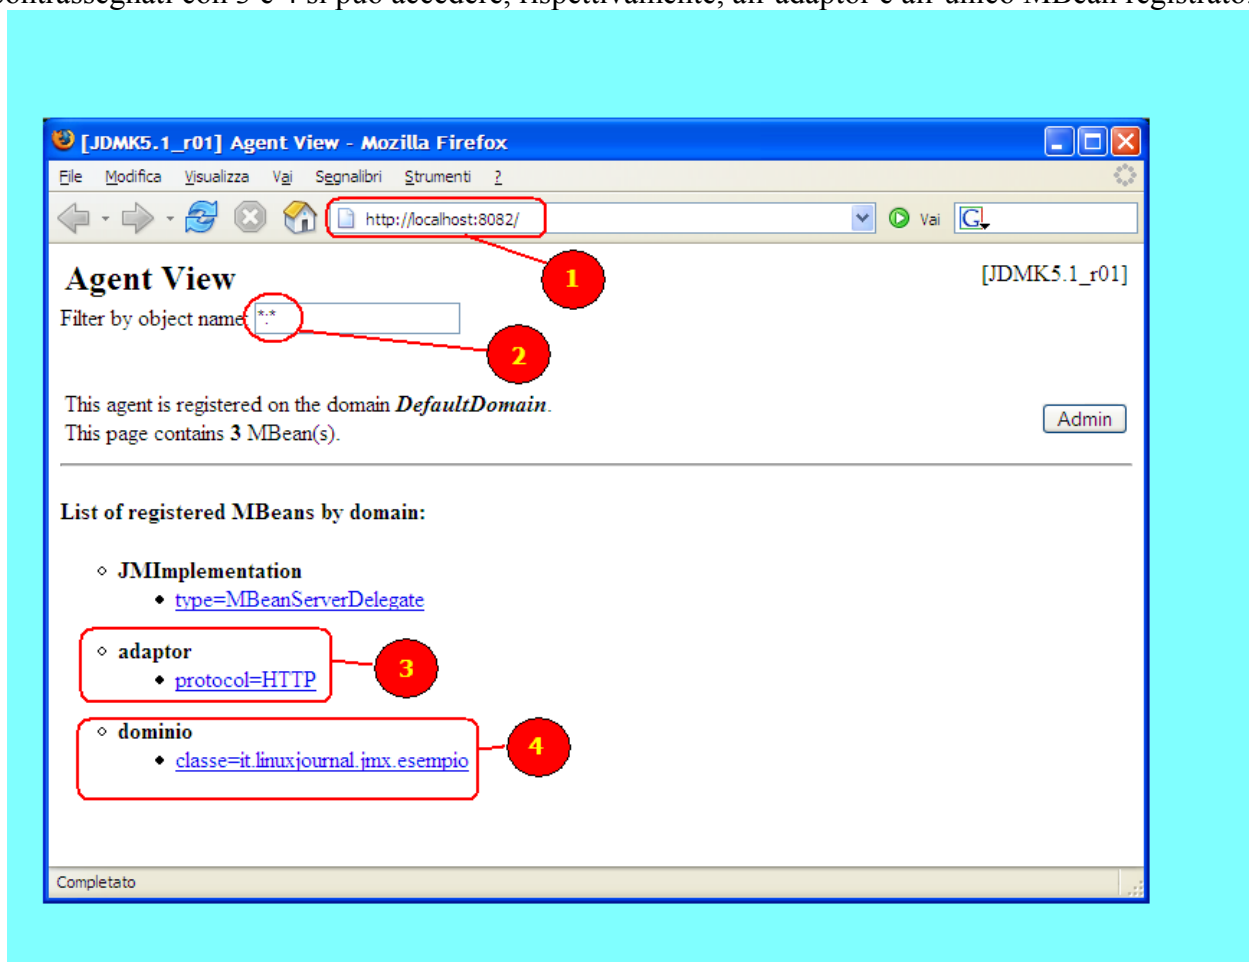 contrassegnati con 3 e 4 si può accedere, rispettivamente, all'adaptor e all'unico MBean registrato.
[JDMK5.1_r01] Agent View - Mozilla Firefox
File Modifica Visualizza Vai Segnalibri Strumenti ?
http://localhost:8082/ Vai G
1
Agent View [JDMK5.1_r01]
Filter by object name: *:*
2
This agent is registered on the domain DefaultDomain.
This page contains 3 MBean(s).
Admin
List of registered MBeans by domain:
JMImplementation
type=MBeanServerDelegate
adaptor
protocol=HTTP
3
dominio
classe=it.linuxjournal.jmx.esempio
4
Completato